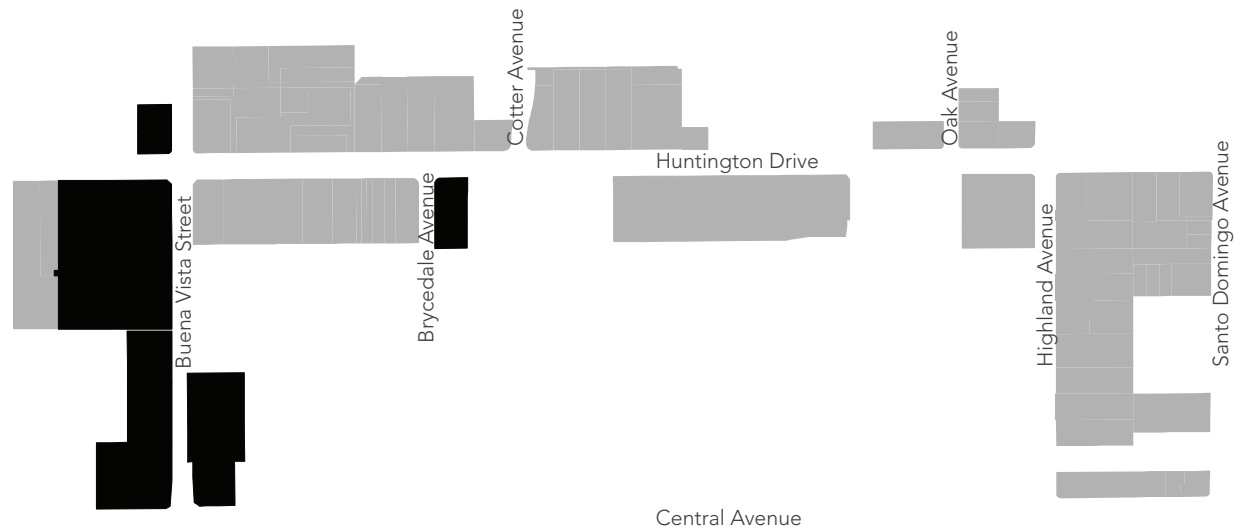 Cotter Avenue
Oak Avenue
Huntington Drive
Buena Vista Street
Brycedale Avenue
Highland Avenue
Santo Domingo Avenue
Central Avenue